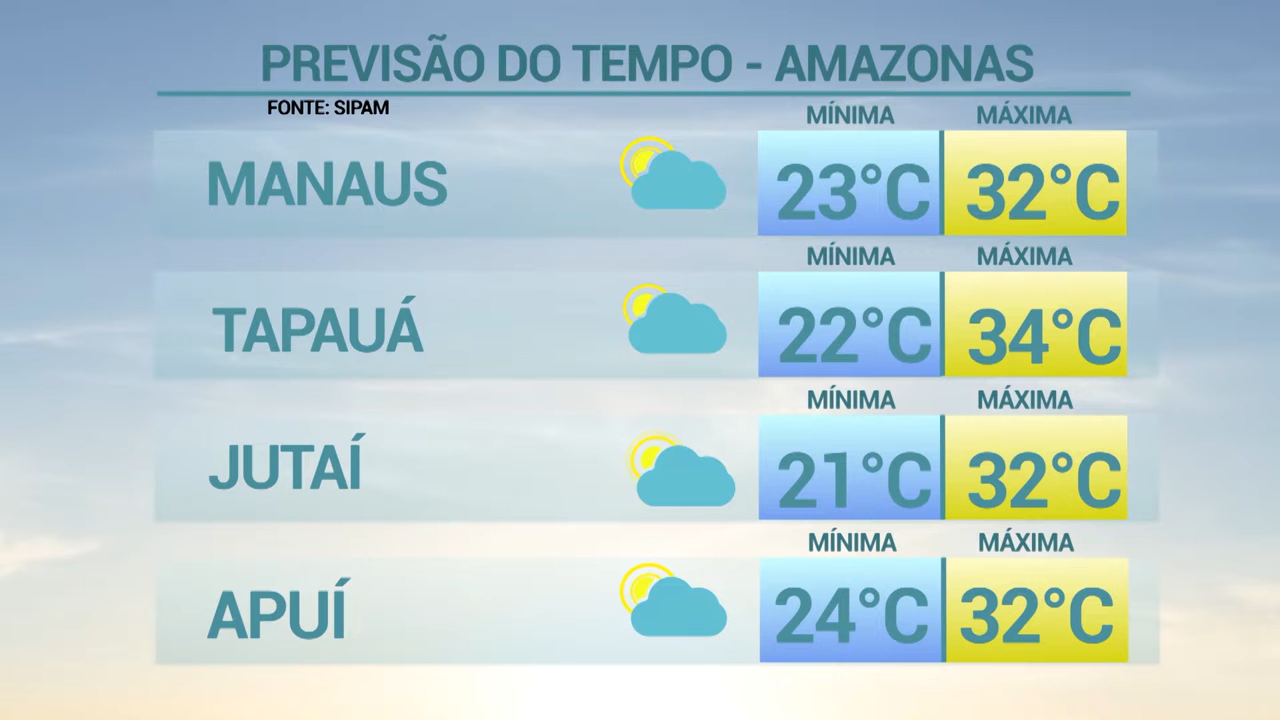 PREVISÃO DO TEMPO - AMAZONAS
FONTE: SIPAM
MÍNIMA MÁXIMA
MANAUS 23°C 32°C
MÍNIMA MÁXIMA
TAPAUÁ 22°C 34°C
MÍNIMA MÁXIMA
JUTAÍ 21°C 32°C
MÍNIMA MÁXIMA
APUÍ 24°C 32°C